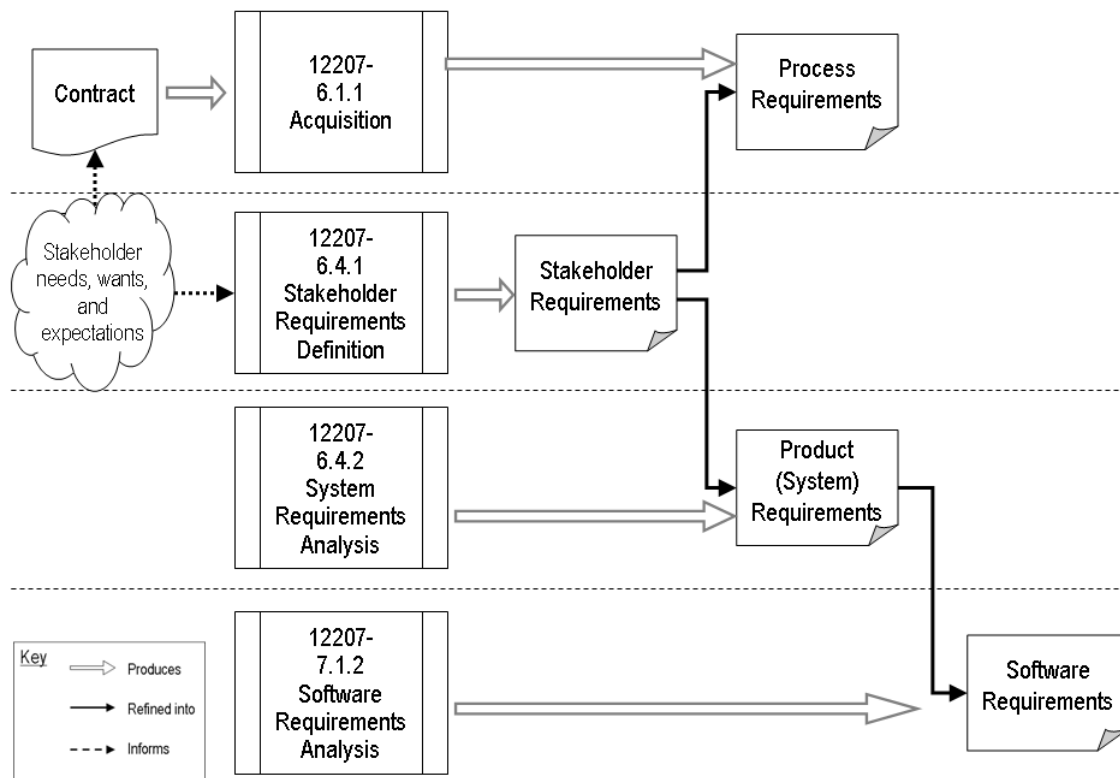 Contract
12207-
6.1.1
Acquisition
Process
Requirements
Stakeholder
needs, wants,
and
expectations
12207-
6.4.1
Stakeholder
Requirements
Definition
Stakeholder
Requirements
12207-
6.4.2
System
Requirements
Analysis
Product
(System)
Requirements
Key
Produces
Refined into
Informs
12207-
7.1.2
Software
Requirements
Analysis
Software
Requirements